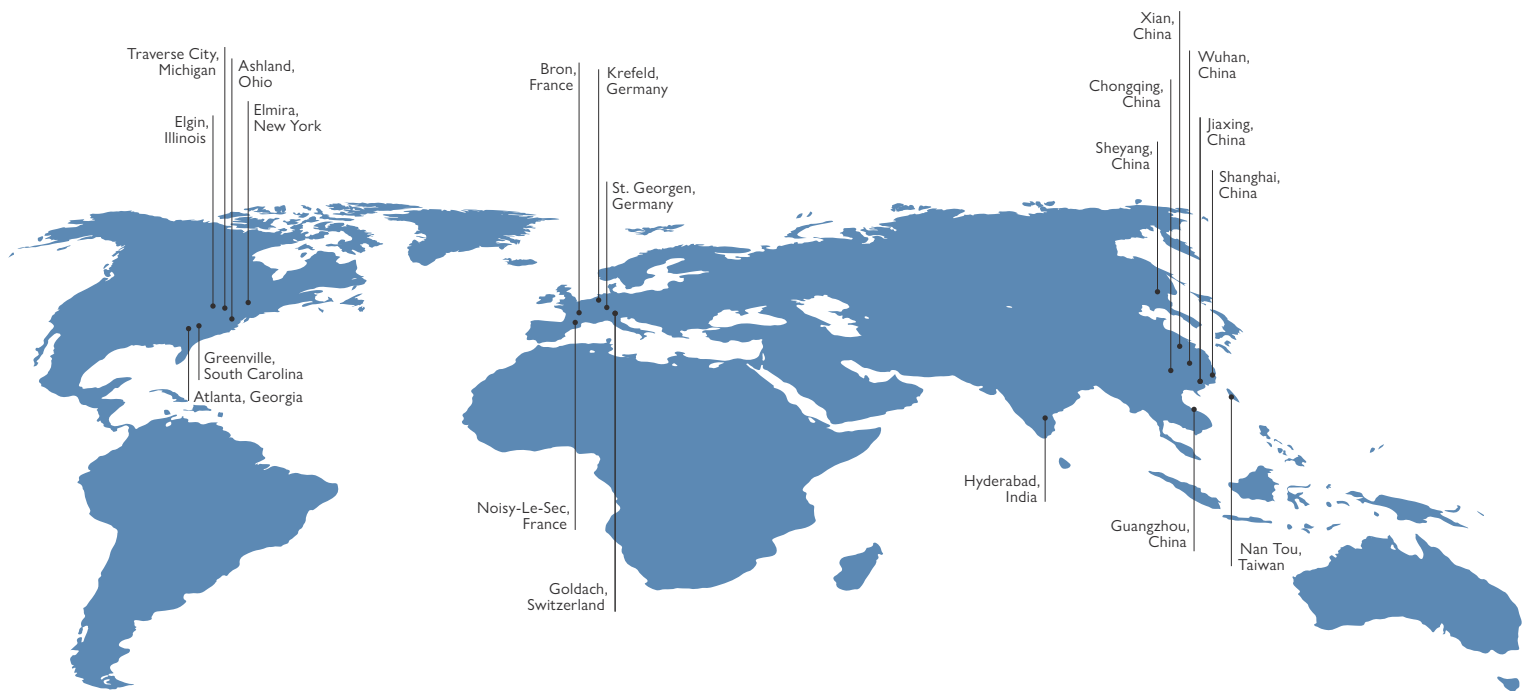 Traverse City,
Michigan
Ashland,
Ohio
Elgin,
Illinois
Elmira,
New York
Greenville,
South Carolina
Atlanta, Georgia
Bron,
France
Krefeld,
Germany
St. Georgen,
Germany
Noisy-Le-Sec,
France
Goldach,
Switzerland
Xian,
China
Wuhan,
China
Chongqing,
China
Jiaxing,
China
Sheyang,
China
Shanghai,
China
Hyderabad,
India
Guangzhou,
China
Nan Tou,
Taiwan